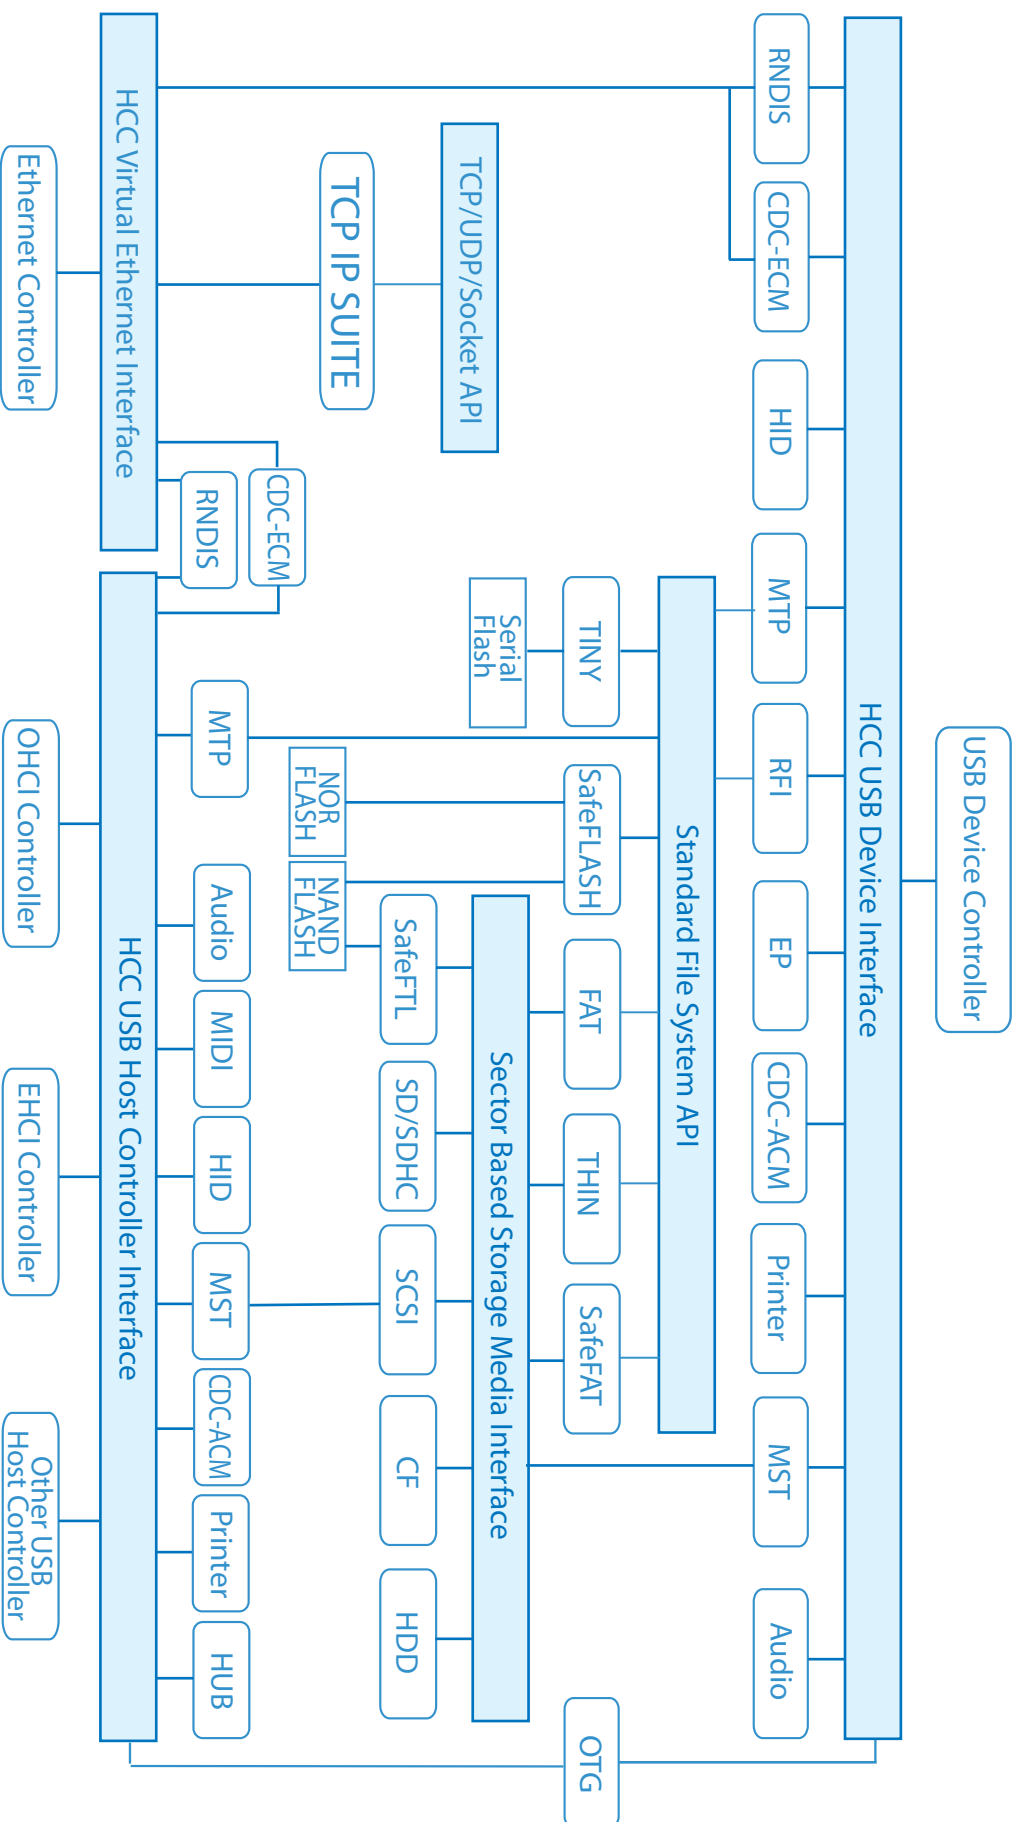 USB Device Controller
HCC USB Device Interface
RNDIS
CDC-ECM
HID
MTP
RFI
EP
CDC-ACM
Printer
MST
Audio
Standard File System API
TINY
SafeFLASH
FAT
THIN
SafeFAT
OTG
TCP/UDP/Socket API
Serial
Flash
Sector Based Storage Media Interface
TCP IP SUITE
SafeFTL
SD/SDHC
SCSI
CF
HDD
NOR
FLASH
NAND
FLASH
CDC-ECM
RNDIS
MTP
Audio
MIDI
HID
MST
CDC-ACM
Printer
HUB
HCC Virtual Ethernet Interface
HCC USB Host Controller Interface
Ethernet Controller
OHCI Controller
EHCI Controller
Other USB
Host Controller